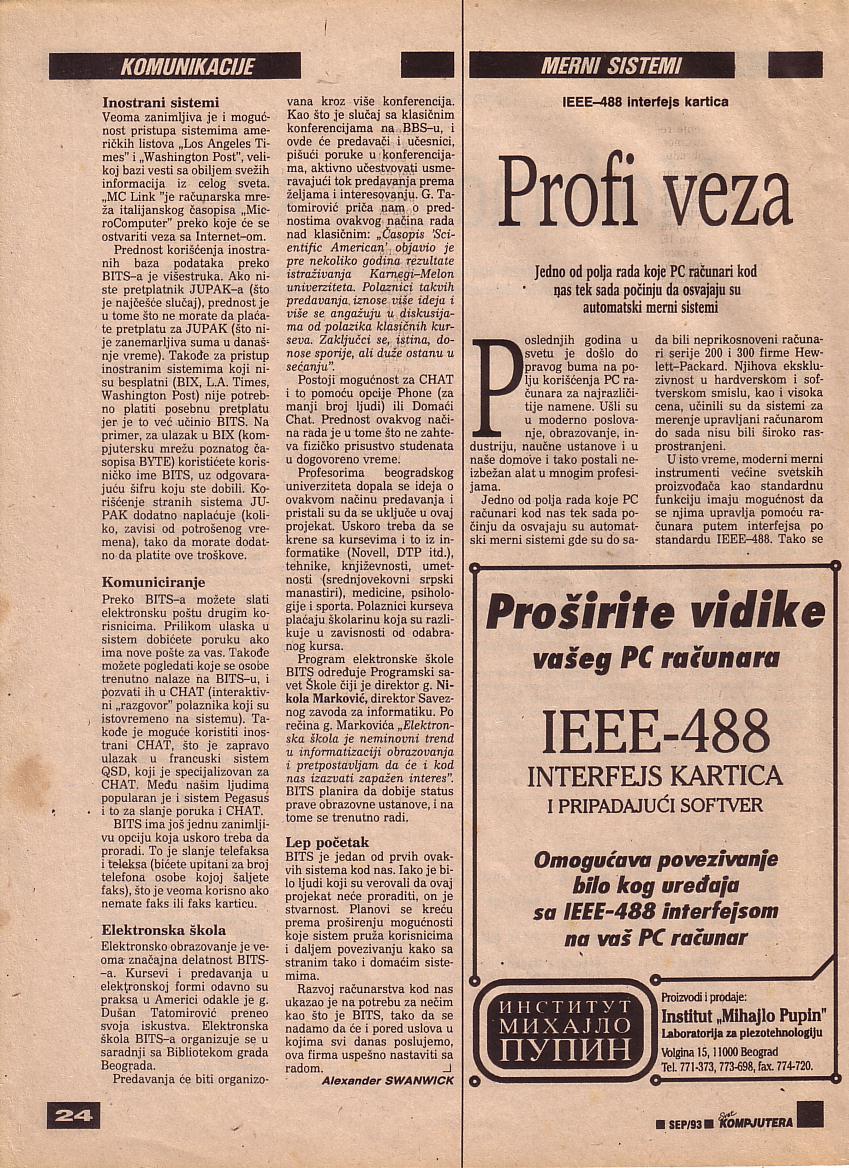 KOMUNIKACIJE
Inostrani sistemi
Veoma zanimljiva je i moguć-
nost pristupa sistemima ame-
ričkih listova „Los Angeles Ti-
mes" i „Washington Post", veli-
koj bazi vesti sa obiljem svežih
informacija iz celog sveta.
„MC Link "je računarska mre-
ža italijanskog časopisa „Mic-
roComputer" preko koje će se
ostvariti veza sa Internet–om.
Prednost korišćenja inostra-
nih baza podataka preko
BITS–a je višestruka. Ako ni-
ste pretplatnik JUPAK–a (što
je najčešće slučaj), prednost je
u tome što ne morate da plaća-
te pretplatu za JUPAK (što ni-
je zanemarljiva suma u današ-
nje vreme). Takođe za pristup
inostranim sistemima koji ni-
su besplatni (BIX, L.A. Times,
Washington Post) nije potreb-
no platiti posebnu pretplatu
jer je to već učinio BITS. Na
primer, za ulazak u BIX (kom-
pjutersku mrežu poznatog ča-
sopisa BYTE) koristićete koris-
ničko ime BITS, uz odgovara-
juću šifru koju ste dobili. Ko-
rišćenje stranih sistema JU-
PAK dodatno naplaćuje (koli-
ko, zavisi od potrošenog vre-
mena), tako da morate dodat-
no da platite ove troškove.
Komuniciranje
Preko BITS–a možete slati
elektronsku poštu drugim ko-
risnicima. Prilikom ulaska u
sistem dobićete poruku ako
ima nove pošte za vas. Takođe
možete pogledati koje se osobe
trenutno nalaze na BITS–u, i
pozvati ih u CHAT (interaktiv-
ni „razgovor" polaznika koji su
istovremeno na sistemu). Ta-
kođe je moguće koristiti inos-
trani CHAT, što je zapravo
ulazak u francuski sistem
QSD, koji je specijalizovan za
CHAT. Među našim ljudima
popularan je i sistem Pegasus
i to za slanje poruka i CHAT.
BITS ima još jednu zanimlji-
vu opciju koja uskoro treba da
proradi. To je slanje telefaksa
i teleksa (bićete upitani za broj
telefona osobe kojoj šaljete
faks), što je veoma korisno ako
nemate faks ili faks karticu.
Elektronska škola
Elektronsko obrazovanje je ve-
oma značajna delatnost BITS-
–a. Kursevi i predavanja u
elektronskoj formi odavno su
praksa u Americi odakle je g.
Dušan Tatomirović preneo
svoja iskustva. Elektronska
škola BITS–a organizuje se u
saradnji sa Bibliotekom grada
Beograda.
Predavanja će biti organizo-
vana kroz više konferencija.
Kao što je slučaj sa klasičnim
konferencijama na BBS–u, i
ovde će predavači i učesnici,
pišući poruke u konferencija-
ma, aktivno učestvovati usme-
ravajući tok predavanja prema
željama i interesovanju. G. Ta-
tomirović priča nam o pred-
nostima ovakvog načina rada
nad klasičnim: „Časopis 'Sci-
entific American' objavio je
pre nekoliko godina rezultate
istraživanja Karnegi–Melon
univerziteta. Polaznici takvih
predavanja iznose više ideja i
više se angažuju u diskusija-
ma od polazika klasičnih kur-
seva. Zaključci se, istina, do-
nose sporije, ali duže ostanu u
sećanju".
Postoji mogućnost za CHAT
i to pomoću opcije Phone (za
manji broj ljudi) ili Domaći
Chat. Prednost ovakvog nači-
na rada je u tome što ne zahte-
va fizičko prisustvo studenata
u dogovoreno vreme.
Profesorima beogradskog
univerziteta dopala se ideja o
ovakvom načinu predavanja i
pristali su da se uključe u ovaj
projekat. Uskoro treba da se
krene sa kursevima i to iz in-
formatike (Novell, DTP itd.),
tehnike, književnosti, umet-
nosti (srednjovekovni srpski
manastiri), medicine, psiholo-
gije i sporta. Polaznici kurseva
plaćaju školarinu koja su razli-
kuje u zavisnosti od odabra-
nog kursa.
Program elektronske škole
BITS određuje Programski sa-
vet Škole čiji je direktor g. Ni-
kola Marković, direktor Savez-
nog zavoda za informatiku. Po
rečina g. Markovića „Elektron-
ska škola je neminovni trend
u informatizaciji obrazovanja
i pretpostavljam da će i kod
nas izazvati zapažen interes".
BITS planira da dobije status
prave obrazovne ustanove, i na
tome se trenutno radi.
Lep početak
BITS je jedan od prvih ovak-
vih sistema kod nas. Iako je bi-
lo ljudi koji su verovali da ovaj
projekat neće proraditi, on je
stvarnost. Planovi se kreću
prema proširenju mogućnosti
koje sistem pruža korisnicima
i daljem povezivanju kako sa
stranim tako i domaćim siste-
mima.
Razvoj računarstva kod nas
ukazao je na potrebu za nečim
kao što je BITS, tako da se
nadamo da će i pored uslova u
kojima svi danas poslujemo,
ova firma uspešno nastaviti sa
radom.
Alexander SWANWICK
24
MERNI SISTEMI
IEEE–488 interfejs kartica
Profi veza
Jedno od polja rada koje PC računari kod
nas tek sada počinju da osvajaju su
automatski merni sistemi
Poslednjih godina u
svetu je došlo do
pravog buma na po-
lju korišćenja PC ra-
čunara za najrazliči-
tije namene. Ušli su
u moderno poslova-
nje, obrazovanje, in-
dustriju, naučne ustanove i u
naše domove i tako postali ne-
izbežan alat u mnogim profesi-
jama.
Jedno od polja rada koje PC
računari kod nas tek sada po-
činju da osvajaju su automat-
ski merni sistemi gde su do sa-
da bili neprikosnoveni računa-
ri serije 200 i 300 firme Hew-
lett–Packard. Njihova eksklu-
zivnost u hardverskom i sof-
tverskom smislu, kao i visoka
cena, učinili su da sistemi za
merenje upravljani računarom
do sada nisu bili široko ras-
prostranjeni.
U isto vreme, moderni merni
instrumenti većine svetskih
proizvođača kao standardnu
funkciju imaju mogućnost da
se njima upravlja pomoću ra-
čunara putem interfejsa po
standardu IEEE–488. Tako se
Proširite vidike
vašeg PC računara
IEEE-488
INTERFEJS KARTICA
I PRIPADAJUĆI SOFTVER
Omogućava povezivanje
bilo kog uređaja
sa IEEE-488 interfejsom
na vaš PC računar
ИНСТИТУТ
МИХАЈЛО
ПУПИН
Proizvodi i prodaje:
Institut „Mihajlo Pupin"
Laboratorija za piezotehnologiju
Volgina 15, 11000 Beograd
Tel. 771-373, 773-698, fax. 774-720.
SEP/93 Svet KOMPJUTERA